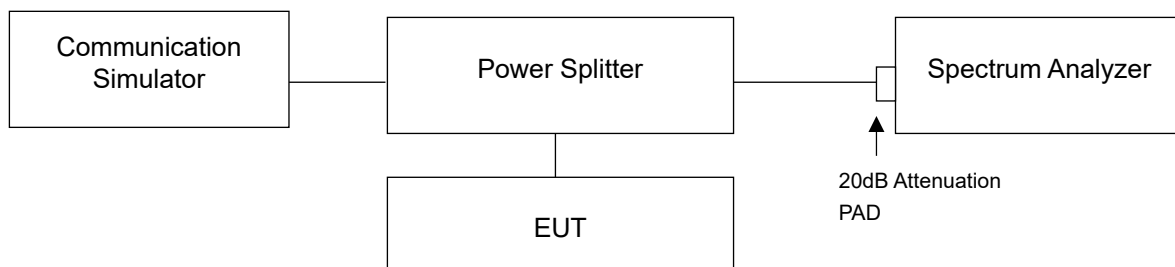 Communication
Simulator
Power Splitter
Spectrum Analyzer
20dB Attenuation
PAD
EUT